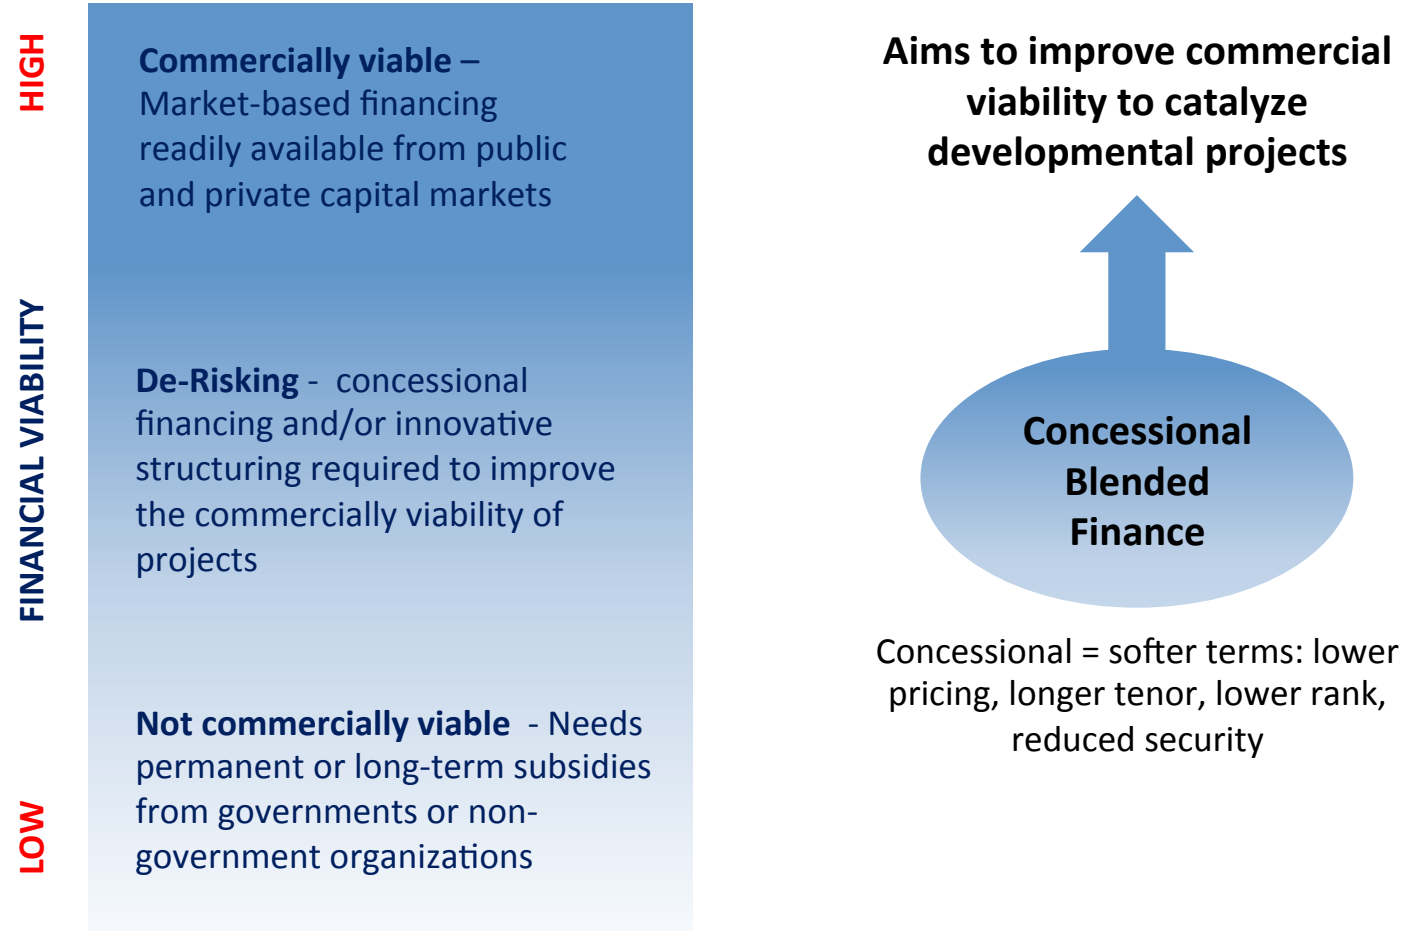 HIGH
FINANCIAL VIABILITY
LOW
Commercially viable –
Market-based financing
readily available from public
and private capital markets
De-Risking -  concessional
financing and/or innovative
structuring required to improve
the commercially viability of
projects
Not commercially viable  - Needs
permanent or long-term subsidies
from governments or non-
government organizations
Aims to improve commercial
viability to catalyze
developmental projects
Concessional
Blended
Finance
Concessional = softer terms: lower
pricing, longer tenor, lower rank,
reduced security